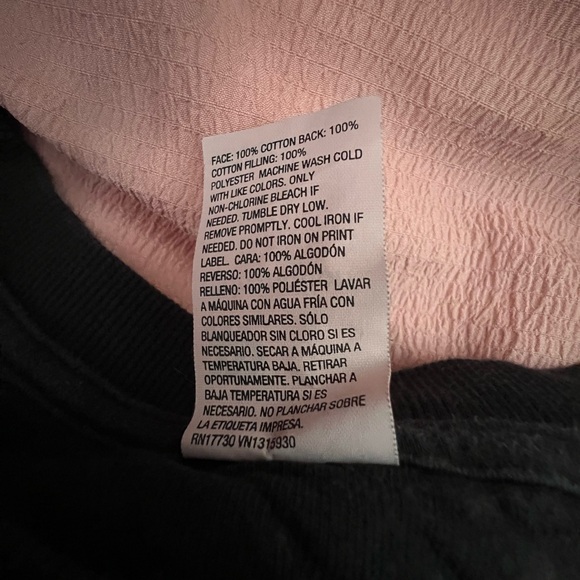 FACE: 100% COTTON BACK: 100%
COTTON FILLING: 100%
POLYESTER MACHINE WASH COLD
WITH LIKE COLORS. ONLY
NON-CHLORINE BLEACH IF
NEEDED. TUMBLE DRY LOW.
REMOVE PROMPTLY. COOL IRON IF
NEEDED. DO NOT IRON ON PRINT
LABEL. CARA: 100% ALGODÓN
REVERSO: 100% ALGODÓN
RELLENO: 100% POLIÉSTER LAVAR
A MÁQUINA CON AGUA FRÍA CON
COLORES SIMILARES. SÓLO
BLANQUEADOR SIN CLORO SI ES
NECESARIO. SECAR A MÁQUINA A
TEMPERATURA BAJA. RETIRAR
OPORTUNAMENTE. PLANCHAR A
BAJA TEMPERATURA SI ES
NECESARIO. NO PLANCHAR SOBRE
LA ETIQUETA IMPRESA.
RN17730 VN1315930